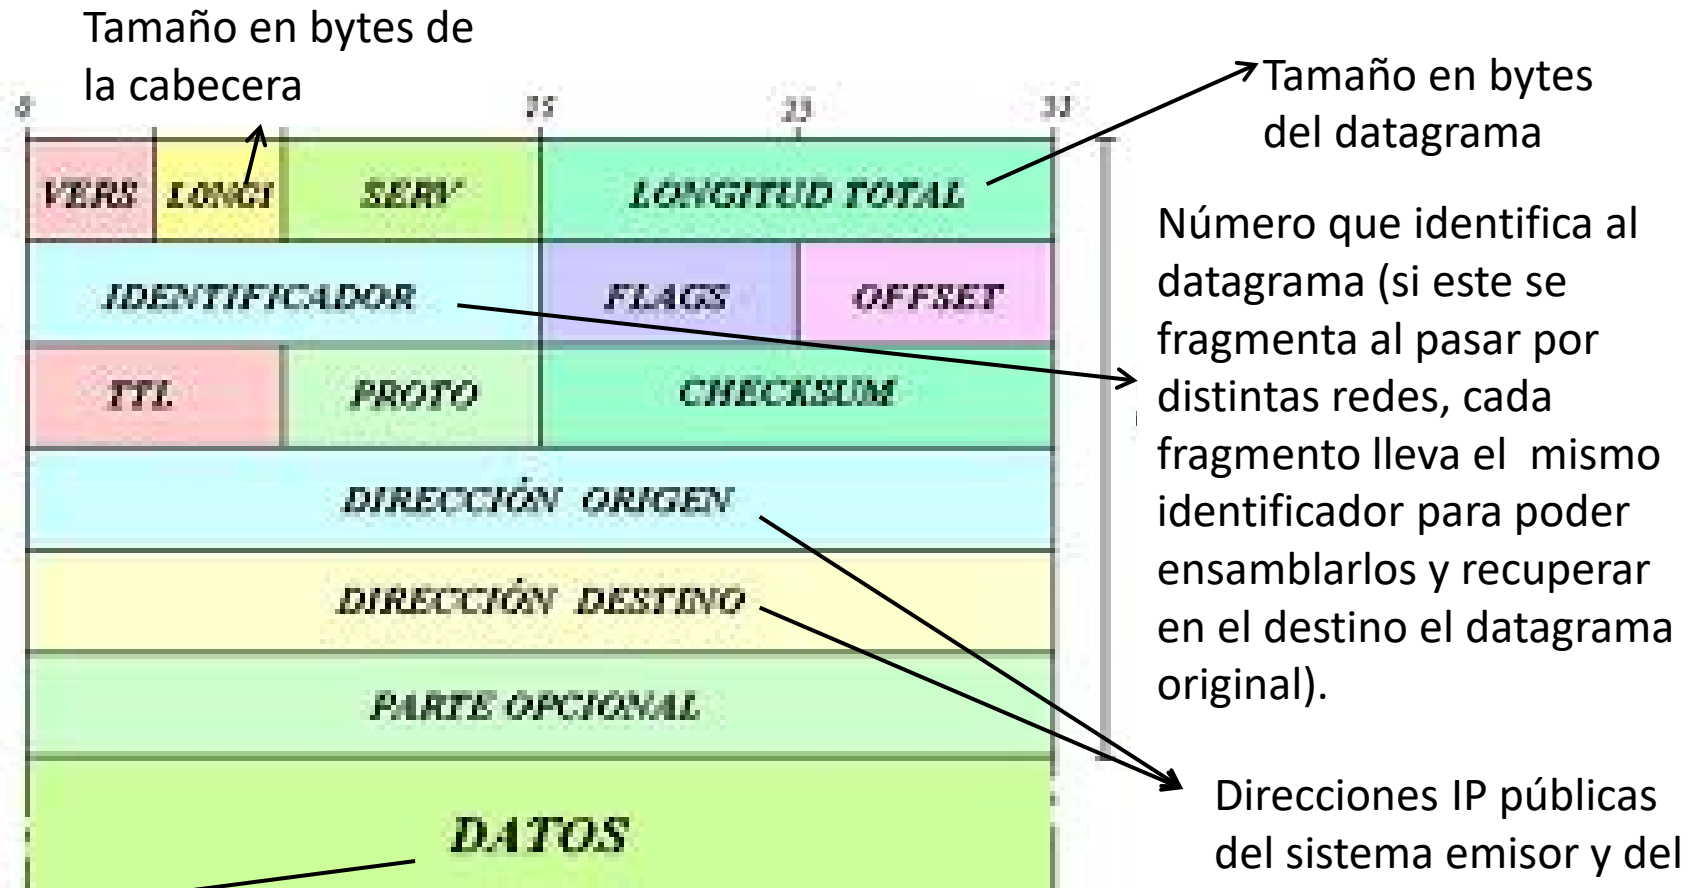 Tamaño en bytes de
la cabecera
Tamaño en bytes
del datagrama
0 15 23 31
VERS LONGI SERV LONGITUD TOTAL
IDENTIFICADOR FLAGS OFFSET
TTL PROTO CHECKSUM
DIRECCIÓN ORIGEN
DIRECCIÓN DESTINO
PARTE OPCIONAL
DATOS
Número que identifica al
datagrama (si este se
fragmenta al pasar por
distintas redes, cada
fragmento lleva el mismo
identificador para poder
ensamblarlos y recuperar
en el destino el datagrama
original).
Direcciones IP públicas
del sistema emisor y del